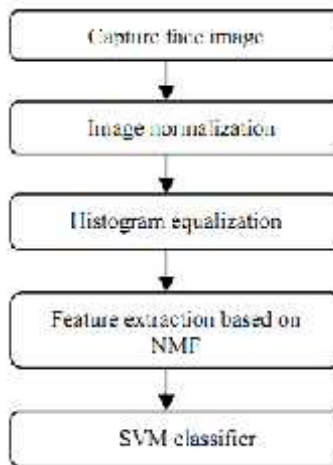 Capture face image
Image normalization
Histogram equalization
Feature extraction based on
NMF
SVM classifier